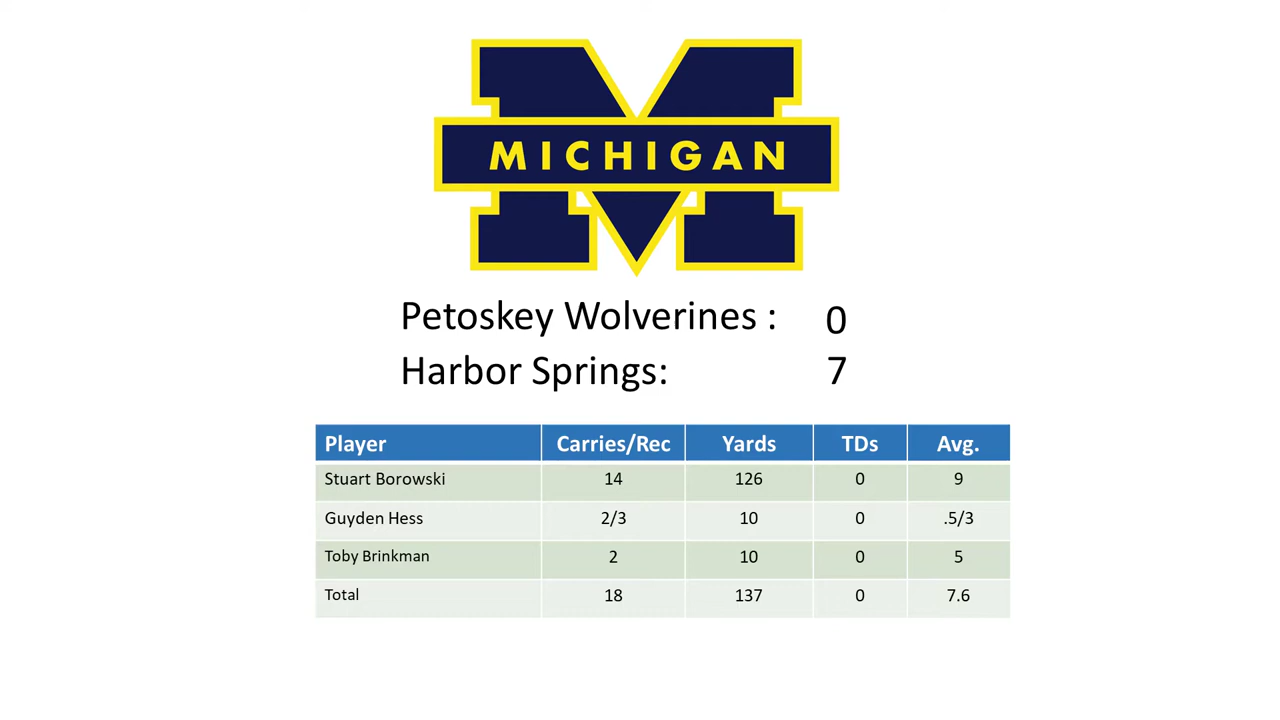 MICHIGAN
Petoskey Wolverines : 0
Harbor Springs: 7
Player Carries/Rec Yards TDs Avg.
Stuart Borowski 14 126 0 9
Guyden Hess 2/3 10 0 .5/3
Toby Brinkman 2 10 0 5
Total 18 137 0 7.6